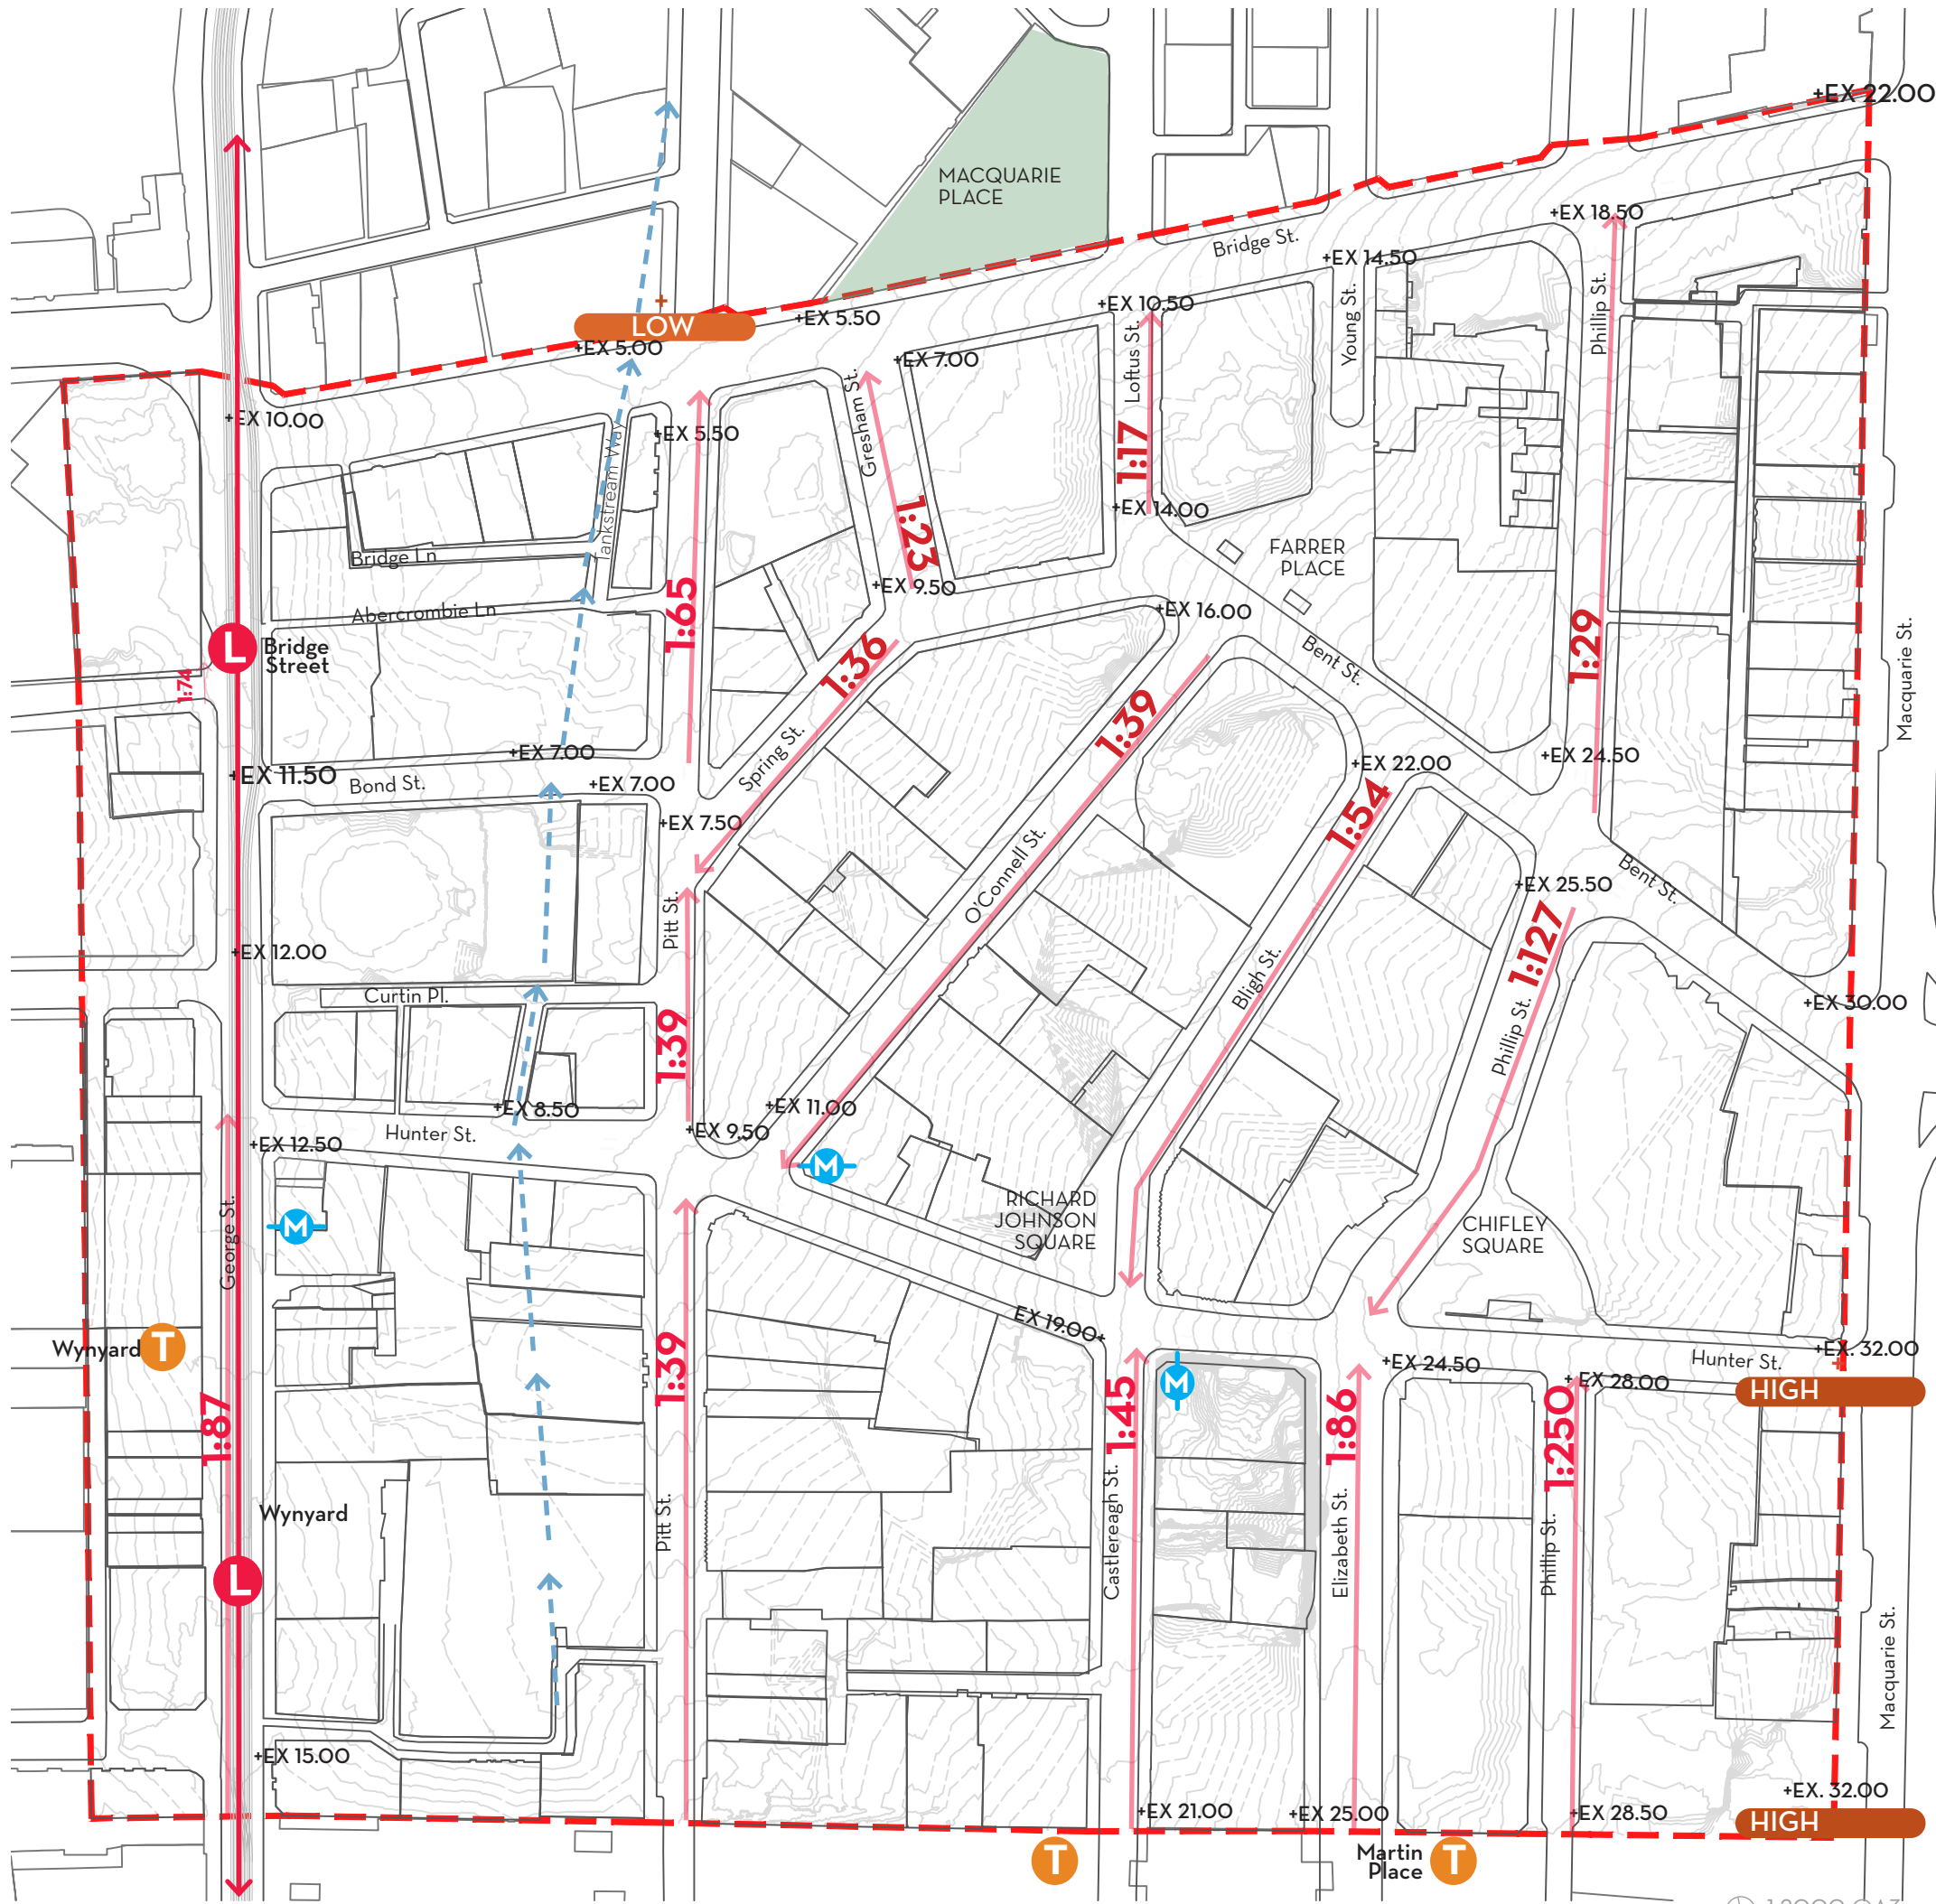 +EX 22.00
MACQUARIE
PLACE
+EX 18.50
Bridge St.
+EX 14.50
+EX 10.50
+EX 5.50
LOW
+EX 5.00
+EX 7.00
Loftus St.
Young St.
Phillip St.
Gresham St.
+EX 10.00
+EX 5.50
Tankstream Way
1:17
+EX 14.00
1:23
FARRER
PLACE
Bridge Ln
+EX 9.50
Abercrombie Ln
+EX 16.00
1:65
1:29
L
Bridge
Street
1:36
Bent St.
Macquarie St.
1:74
1:39
+EX 7.00
Spring St.
+EX 24.50
+EX 22.00
+EX 11.50
Bond St.
+EX 7.00
1:54
+EX 7.50
O'Connell St.
+EX 25.50
Bent St.
Pitt St.
+EX 12.00
1:127
Bligh St.
Curtin Pl.
+EX 30.00
1:39
Phillip St.
+EX 8.50
+EX 11.00
Hunter St.
+EX 9.50
+EX 12.50
M
M
RICHARD
JOHNSON
SQUARE
CHIFLEY
SQUARE
George St.
EX 19.00+
Wynyard
T
1:39
+EX. 32.00
Hunter St.
+EX 24.50
+ EX 28.00
HIGH
M
1:87
1:45
1:86
1:250
Wynyard
L
Pitt St.
Castlereagh St.
Elizabeth St.
Phillip St.
Macquarie St.
+EX 15.00
+EX. 32.00
+EX 21.00
+EX 25.00
+EX 28.50
HIGH
T
Martin
Place
T